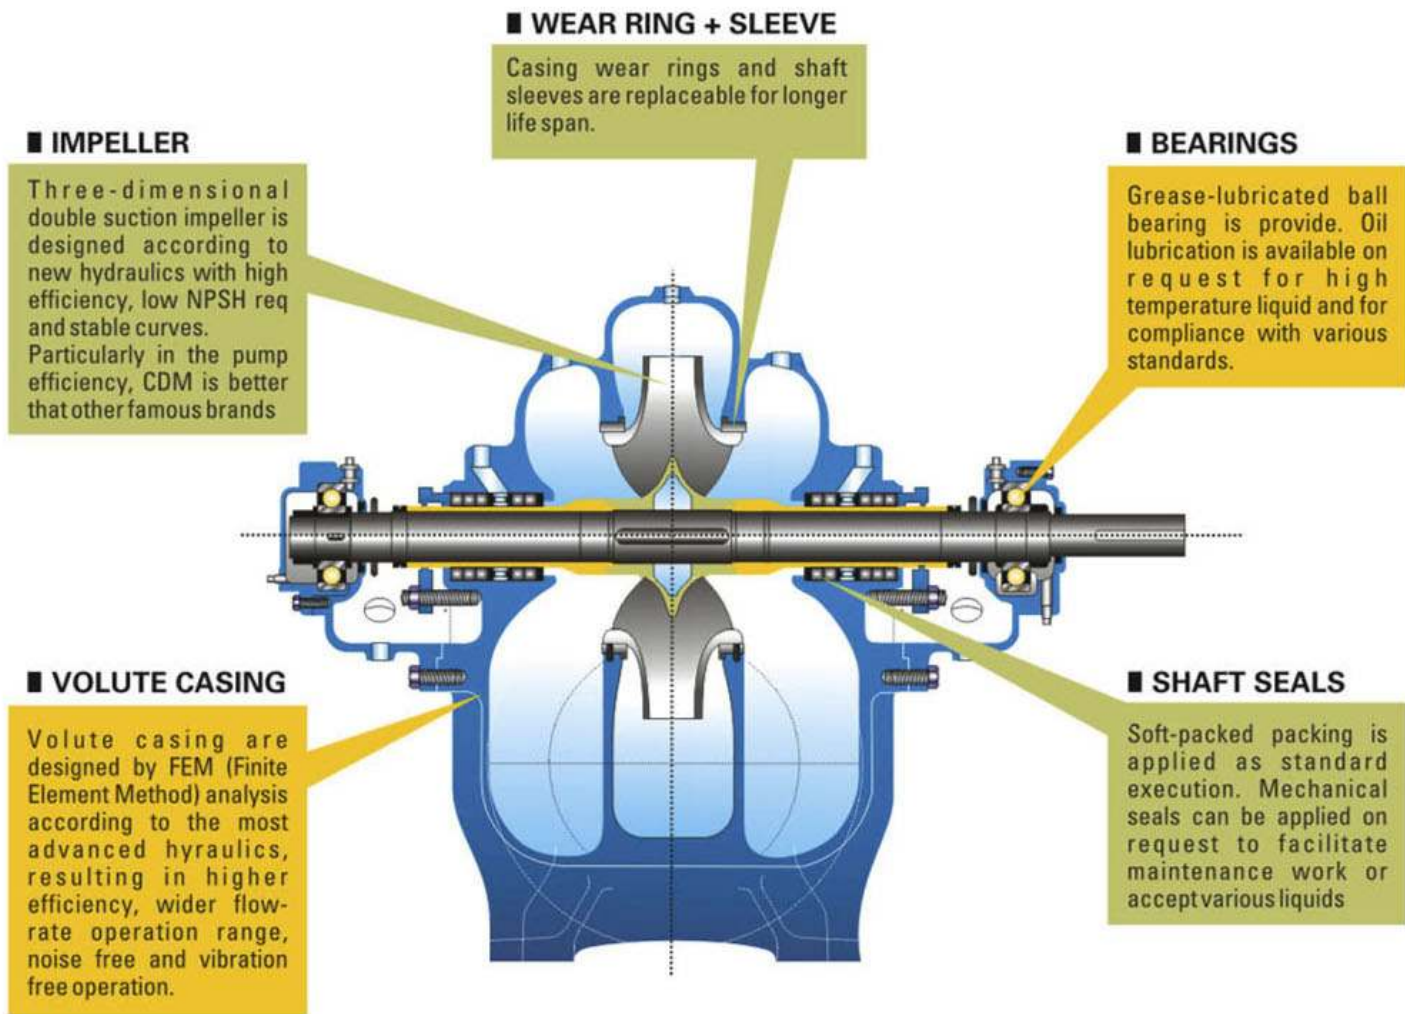 WEAR RING + SLEEVE
Casing wear rings and shaft
sleeves are replaceable for longer
life span.
IMPELLER
Three-dimensional
double suction impeller is
designed according to
new hydraulics with high
efficiency, low NPSH req
and stable curves.
Particularly in the pump
efficiency, CDM is better
that other famous brands
BEARINGS
Grease-lubricated ball
bearing is provide. Oil
lubrication is available on
request for high
temperature liquid and for
compliance with various
standards.
VOLUTE CASING
Volute casing are
designed by FEM (Finite
Element Method) analysis
according to the most
advanced hyraulics,
resulting in higher
efficiency, wider flow-
rate operation range,
noise free and vibration
free operation.
SHAFT SEALS
Soft-packed packing is
applied as standard
execution. Mechanical
seals can be applied on
request to facilitate
maintenance work or
accept various liquids